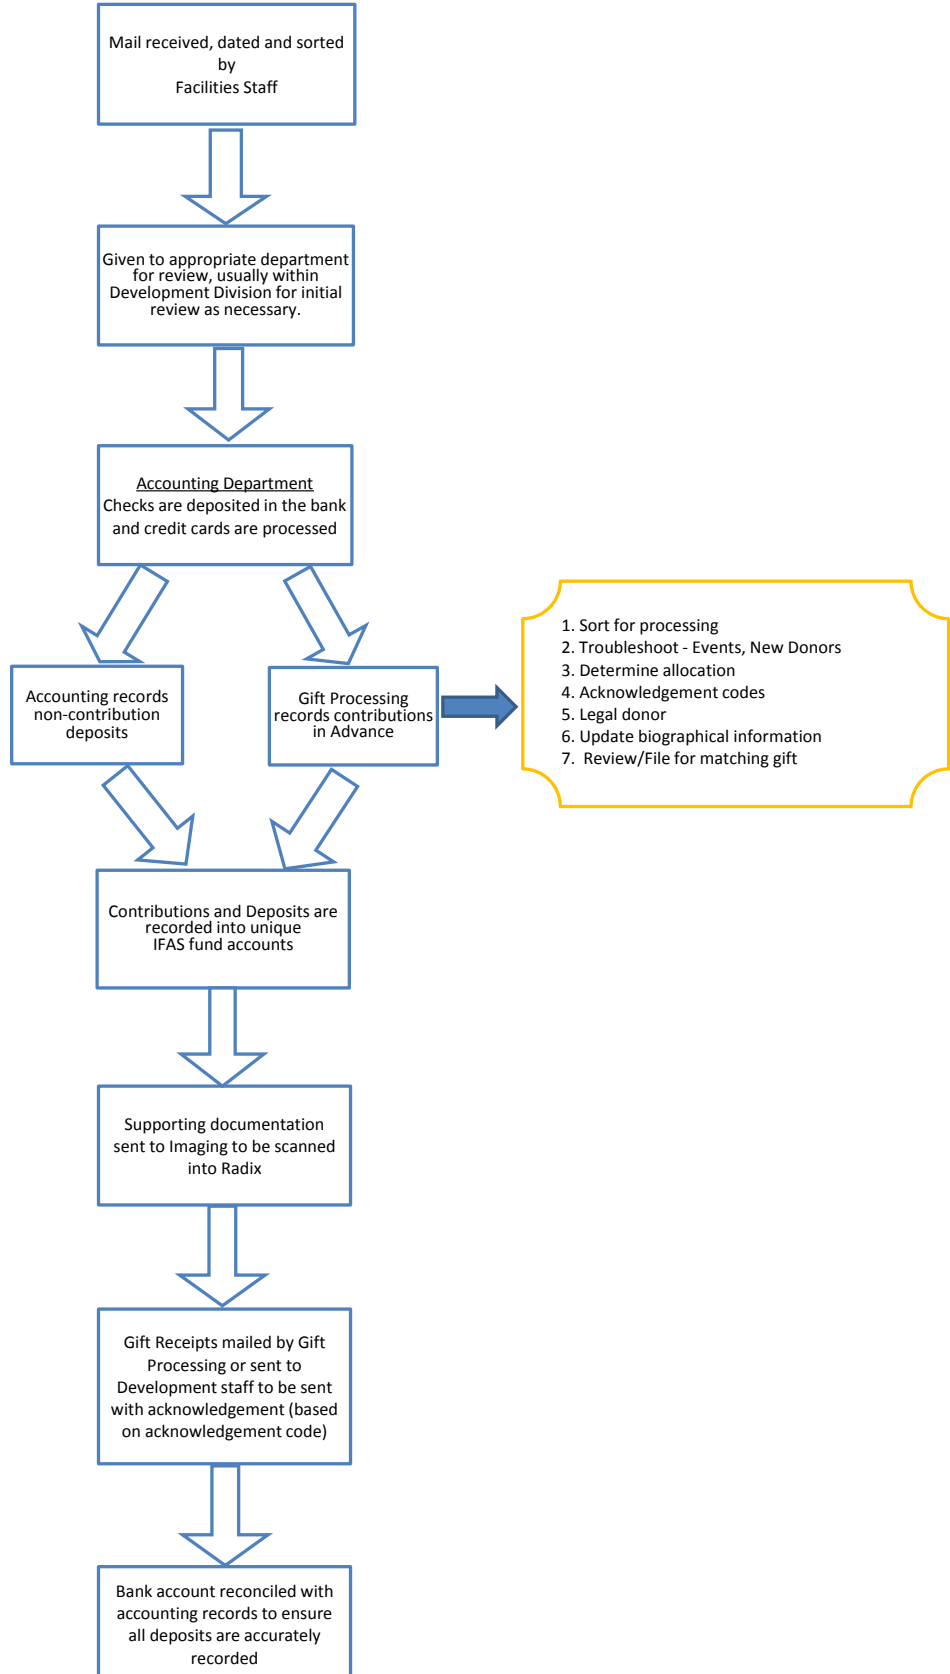 Mail received, dated and sorted
by
Facilities Staff
Given to appropriate department
for review, usually within
Development Division for initial
review as necessary.
Accounting Department
Checks are deposited in the bank
and credit cards are processed
Accounting records
non-contribution
deposits
Gift Processing
records contributions
in Advance
1. Sort for processing
2. Troubleshoot - Events, New Donors
3. Determine allocation
4. Acknowledgement codes
5. Legal donor
6. Update biographical information
7.  Review/File for matching gift
Contributions and Deposits are
recorded into unique
IFAS fund accounts
Supporting documentation
sent to Imaging to be scanned
into Radix
Gift Receipts mailed by Gift
Processing or sent to
Development staff to be sent
with acknowledgement (based
on acknowledgement code)
Bank account reconciled with
accounting records to ensure
all deposits are accurately
recorded